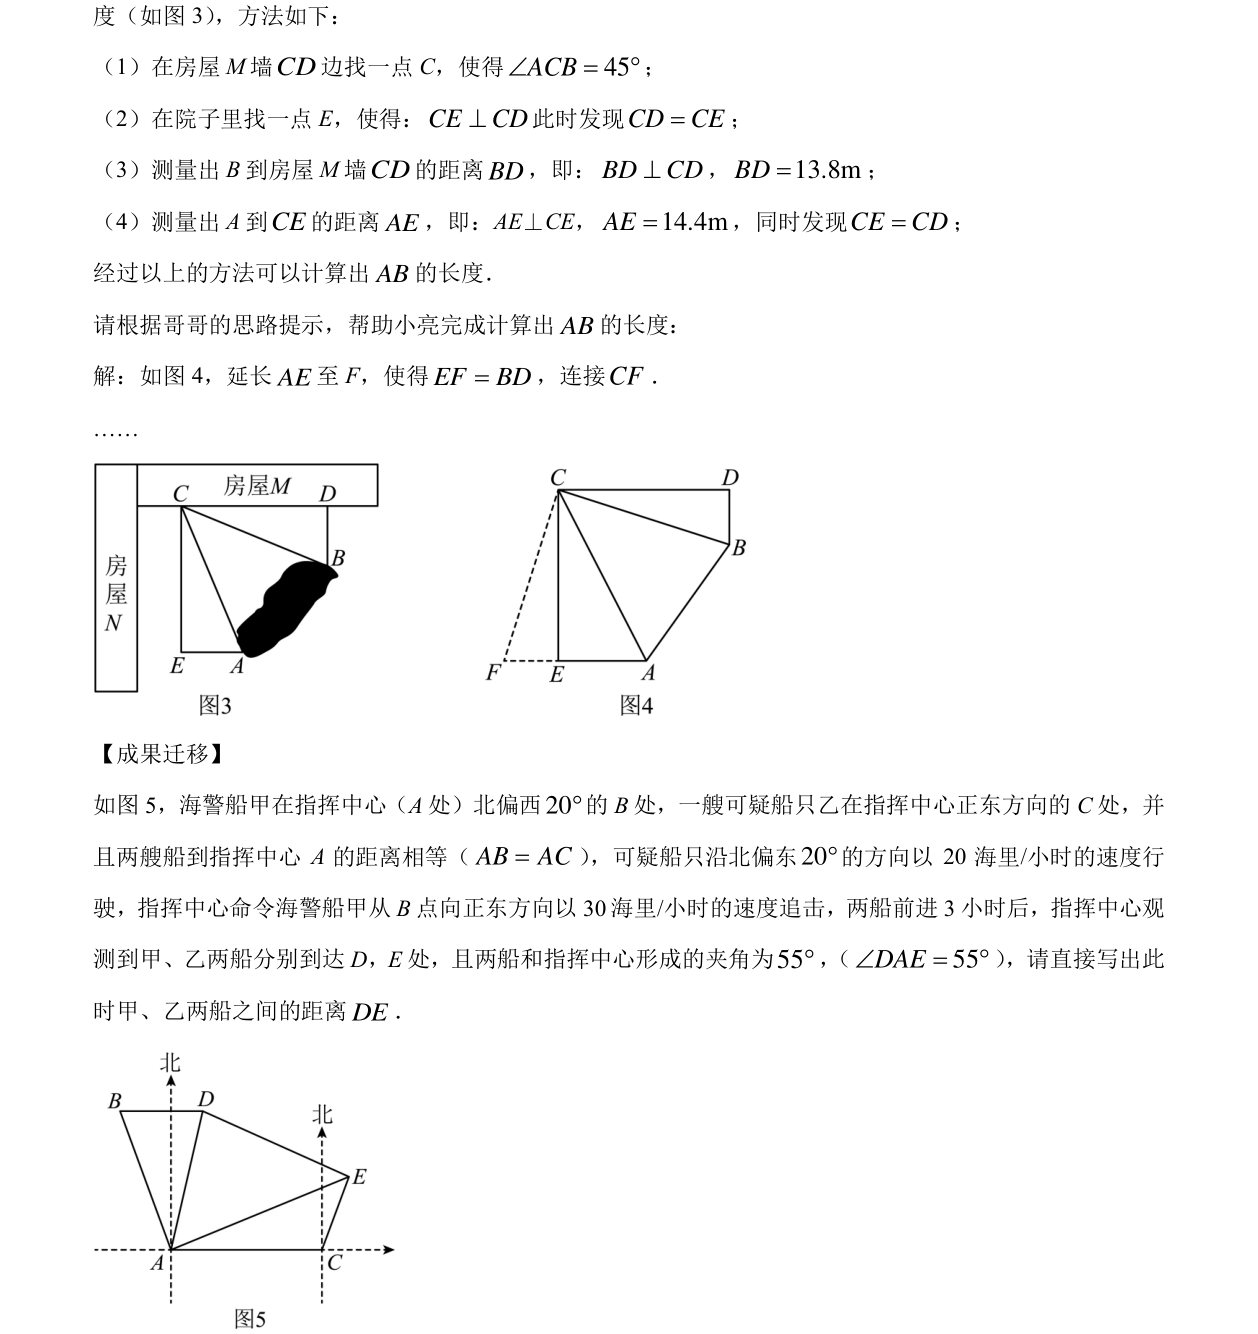 度（如图 3），方法如下：
（1）在房屋 M 墙 CD 边找一点 C，使得 ∠ACB = 45°；
（2）在院子里找一点 E，使得：CE ⊥ CD 此时发现 CD = CE；
（3）测量出 B 到房屋 M 墙 CD 的距离 BD，即：BD ⊥ CD，BD = 13.8m；
（4）测量出 A 到 CE 的距离 AE，即：AE⊥CE，AE = 14.4m，同时发现 CE = CD；
经过以上的方法可以计算出 AB 的长度．
请根据哥哥的思路提示，帮助小亮完成计算出 AB 的长度：
解：如图 4，延长 AE 至 F，使得 EF = BD，连接 CF．
……
C 房屋M D
B
房
屋
N
E A
图3
C D
B
F E A
图4
【成果迁移】
如图 5，海警船甲在指挥中心（A 处）北偏西 20° 的 B 处，一艘可疑船只乙在指挥中心正东方向的 C 处，并
且两艘船到指挥中心 A 的距离相等（AB = AC），可疑船只沿北偏东 20° 的方向以 20 海里/小时的速度行
驶，指挥中心命令海警船甲从 B 点向正东方向以 30 海里/小时的速度追击，两船前进 3 小时后，指挥中心观
测到甲、乙两船分别到达 D，E 处，且两船和指挥中心形成的夹角为 55°，（∠DAE = 55°），请直接写出此
时甲、乙两船之间的距离 DE．
北
B D
北
E
A C
图5